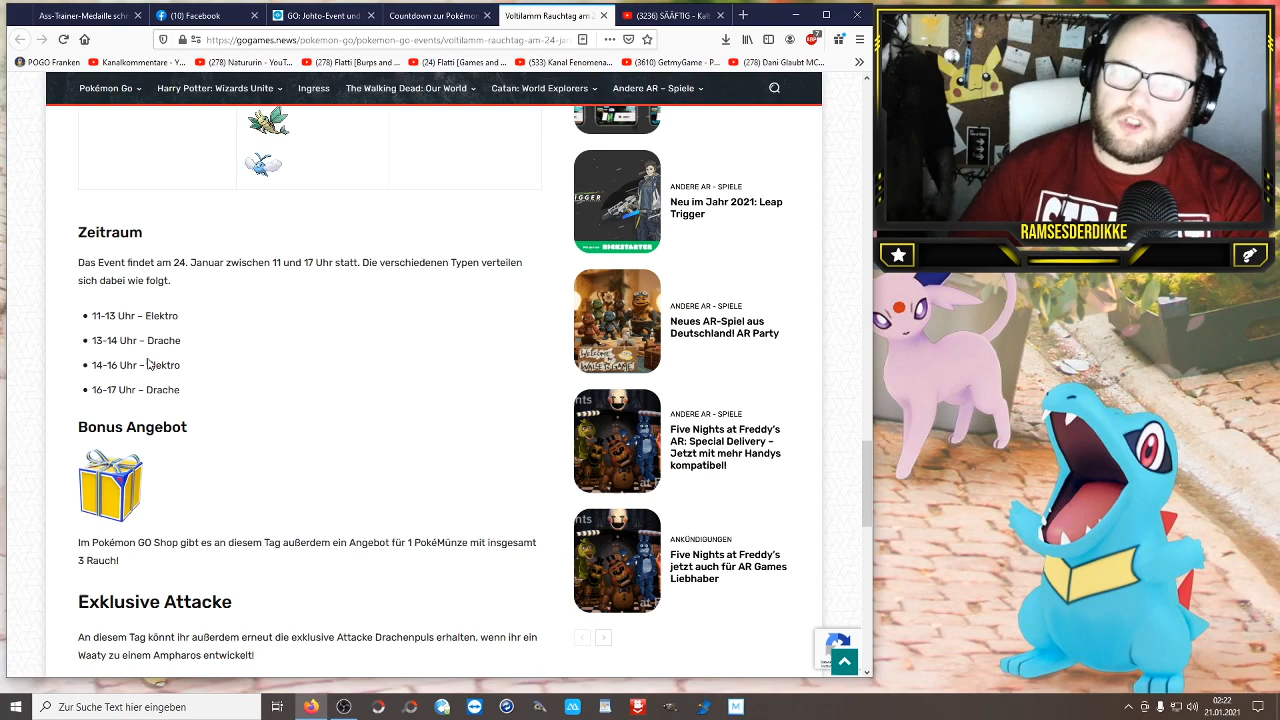 Ass-Trainer-Medaille sch
(10) Facebook
GO: Johto-Event un
Countdown zur Pokémon
Voltilamm Rauchtag am 2
(3236) SÄÄFTIG - Kal
https://gogames.news/pokemon-go/pokemon-go-events/voltilamm-rauchtag-am-24-jan
7
POGO Franken
Kanalkommentare - Y
(278) Naturujin [natu
(278) Flatti [Burps and
(24) Flatti [Games and
(533) Kanal Fenomena
(3610) GetmyGame - P
(278) Dani Glaubt MC
Pokémon Go
Harry Potter: Wizards Unite
Ingress
The Walking Dead: Our World
Catan: World Explorers
Andere AR – Spiele
KICKSTARTER
ANDERE AR - SPIELE
Neu im Jahr 2021: Leap
Trigger
Zeitraum
Das Event findet am 24. Januar zwischen 11 und 17 Uhr statt. Die verschiedenen Typen verteilen
sich dabei wie folgt.
11-13 Uhr – Elektro
13-14 Uhr – Drache
14-16 Uhr – Elektro
16-17 Uhr – Drache
ANDERE AR - SPIELE
Neues AR-Spiel aus
Deutschland! AR Party
ANDERE AR - SPIELE
Five Nights at Freddy's
AR: Special Delivery –
Jetzt mit mehr Handys
kompatibel!
Bonus Angebot
Im Pokémon GO Shop gibt es an diesem Tag außerdem ein Angebot für 1 PokéMünze mit insgesamt
3 Rauch!
ANKÜNDIGUNGEN
Five Nights at Freddy's
jetzt auch für AR Games
Liebhaber
Exklusive Attacke
An diesem Tag könnt ihr außerdem erneut die exklusive Attacke Drachenpuls erhalten, wenn ihr ein
Waaty zu einem Ampharos entwickelt!
RAMSESDERDIKKE
Zur Suche Text hier eingeben
02:22
21.01.2021